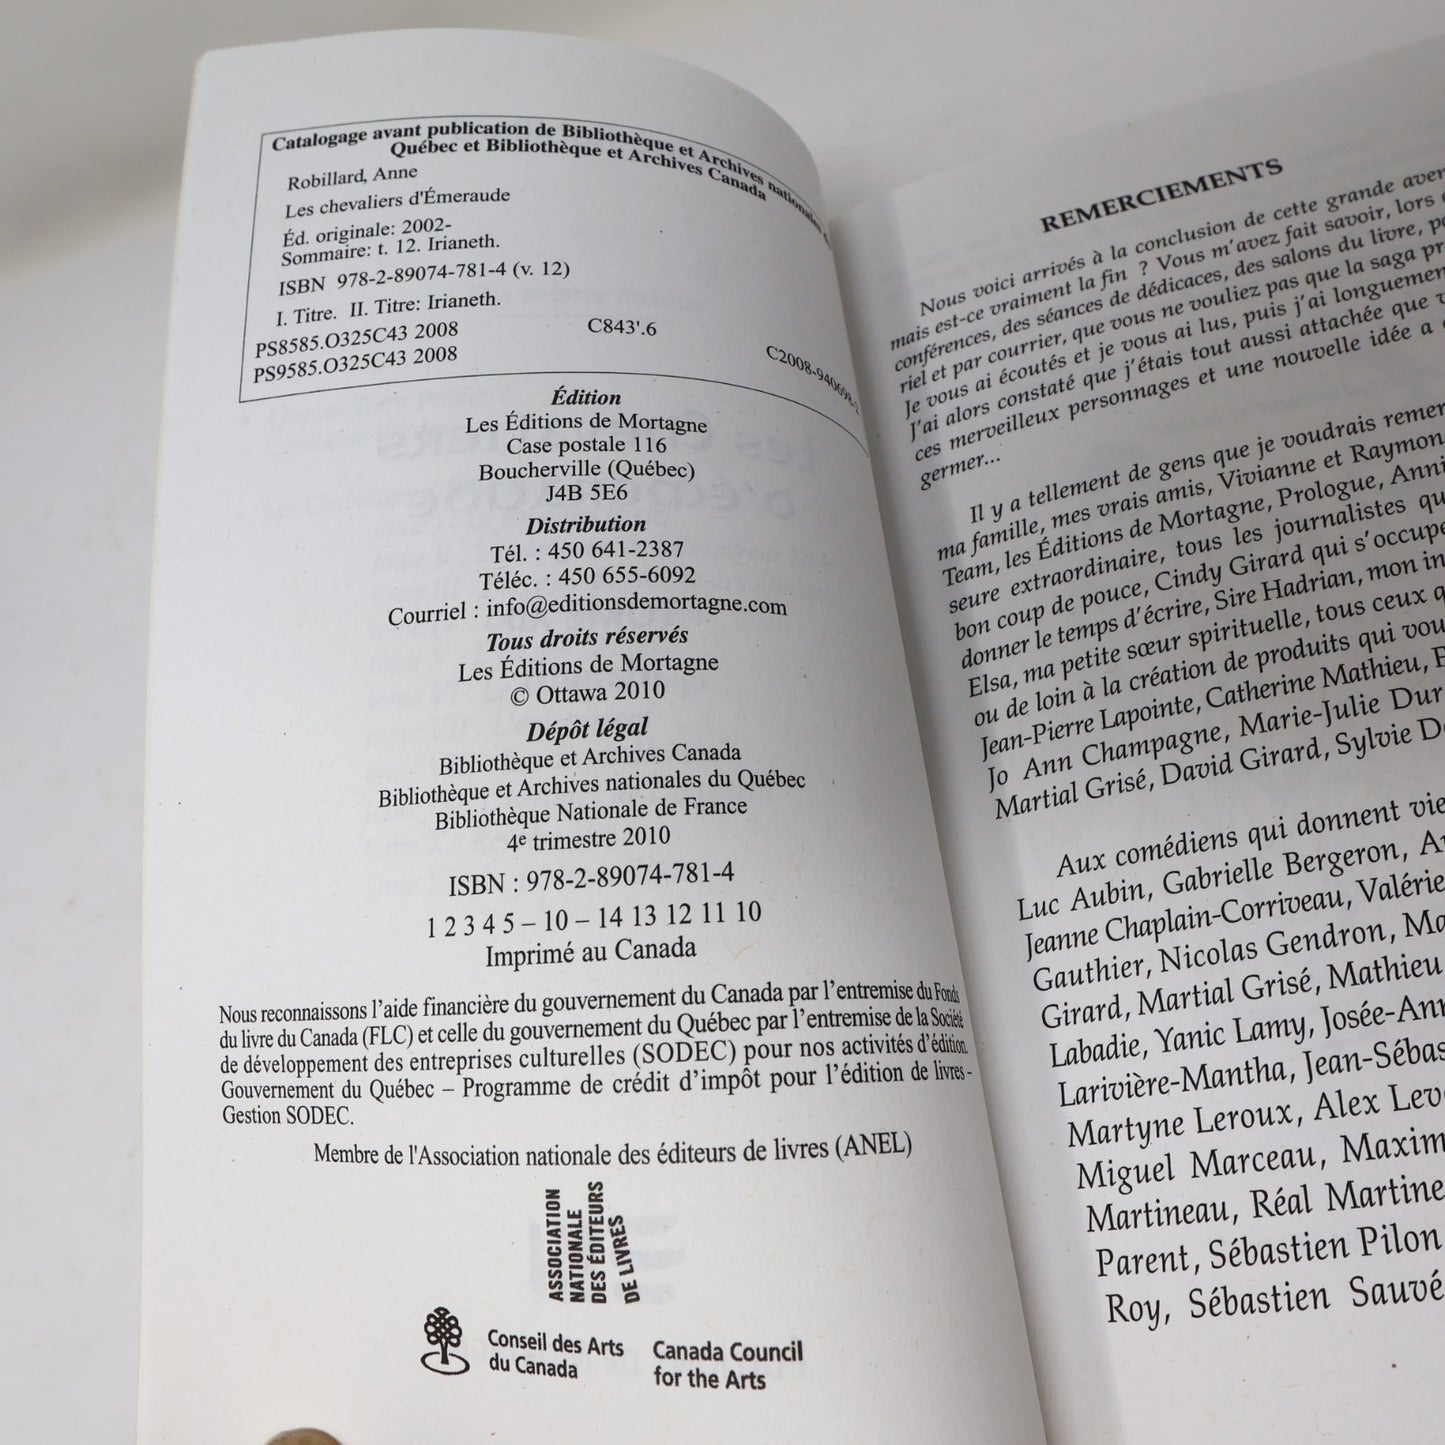 Catalogage avant publication de Bibliothèque et Archives nationales
Québec et Bibliothèque et Archives Canada
Robillard, Anne
Les chevaliers d'Émeraude
Éd. originale: 2002-
Sommaire: t. 12. Irianeth.
ISBN 978-2-89074-781-4 (v. 12)
I. Titre. II. Titre: Irianeth.
PS8585.O325C43 2008 C843'.6
PS9585.O325C43 2008
C2008-940698-2
Édition
Les Éditions de Mortagne
Case postale 116
Boucherville (Québec)
J4B 5E6
Distribution
Tél. : 450 641-2387
Téléc. : 450 655-6092
Courriel : info@editionsdemortagne.com
Tous droits réservés
Les Éditions de Mortagne
© Ottawa 2010
Dépôt légal
Bibliothèque et Archives Canada
Bibliothèque et Archives nationales du Québec
Bibliothèque Nationale de France
4e trimestre 2010
ISBN : 978-2-89074-781-4
1 2 3 4 5 – 10 – 14 13 12 11 10
Imprimé au Canada
Nous reconnaissons l'aide financière du gouvernement du Canada par l'entremise du Fonds
du livre du Canada (FLC) et celle du gouvernement du Québec par l'entremise de la Société
de développement des entreprises culturelles (SODEC) pour nos activités d'édition.
Gouvernement du Québec – Programme de crédit d'impôt pour l'édition de livres -
Gestion SODEC.
Membre de l'Association nationale des éditeurs de livres (ANEL)
ASSOCIATION
NATIONALE
DES ÉDITEURS
DE LIVRES
Conseil des Arts
du Canada
Canada Council
for the Arts
REMERCIEMENTS
Nous voici arrivés à la conclusion de cette grande
mais est-ce vraiment la fin ? Vous m'avez fait savoir, lors
conférences, des séances de dédicaces, des salons du livre,
riel et par courrier, que vous ne vouliez pas que la saga
Je vous ai écoutés et je vous ai lus, puis j'ai longuement
J'ai alors constaté que j'étais tout aussi attachée que
ces merveilleux personnages et une nouvelle idée a
germer...
Il y a tellement de gens que je voudrais
ma famille, mes vrais amis, Vivianne et
Team, les Éditions de Mortagne, Prologue,
seure extraordinaire, tous les journalistes
bon coup de pouce, Cindy Girard qui
donner le temps d'écrire, Sire Hadrian, mon
Elsa, ma petite sœur spirituelle, tous ceux
ou de loin à la création de produits qui
Jean-Pierre Lapointe, Catherine Mathieu,
Jo Ann Champagne, Marie-Julie
Martial Grisé, David Girard, Sylvie
Aux comédiens qui donnent vie
Luc Aubin, Gabrielle Bergeron,
Jeanne Chaplain-Corriveau, Valérie
Gauthier, Nicolas Gendron,
Girard, Martial Grisé, Mathieu
Labadie, Yanic Lamy,
Larivière-Mantha,
Martyne Leroux, Alex
Miguel Marceau,
Martineau, Réal
Parent, Sébastien Pilon
Roy, Sébastien Sauvé